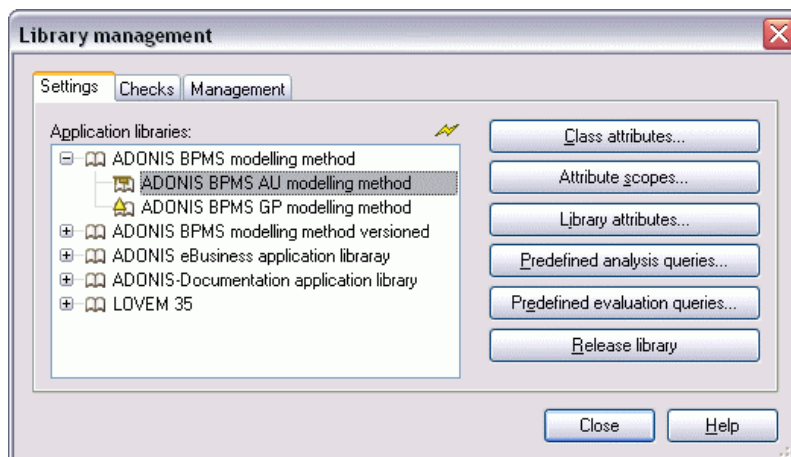 Library management
Settings
Checks
Management
Application libraries:
ADONIS BPMS modelling method
ADONIS BPMS AU modelling method
ADONIS BPMS GP modelling method
ADONIS BPMS modelling method versioned
ADONIS eBusiness application libraray
ADONIS-Documentation application library
LOVEM 35
Class attributes...
Attribute scopes...
Library attributes...
Predefined analysis queries...
Predefined evaluation queries...
Release library
Close
Help